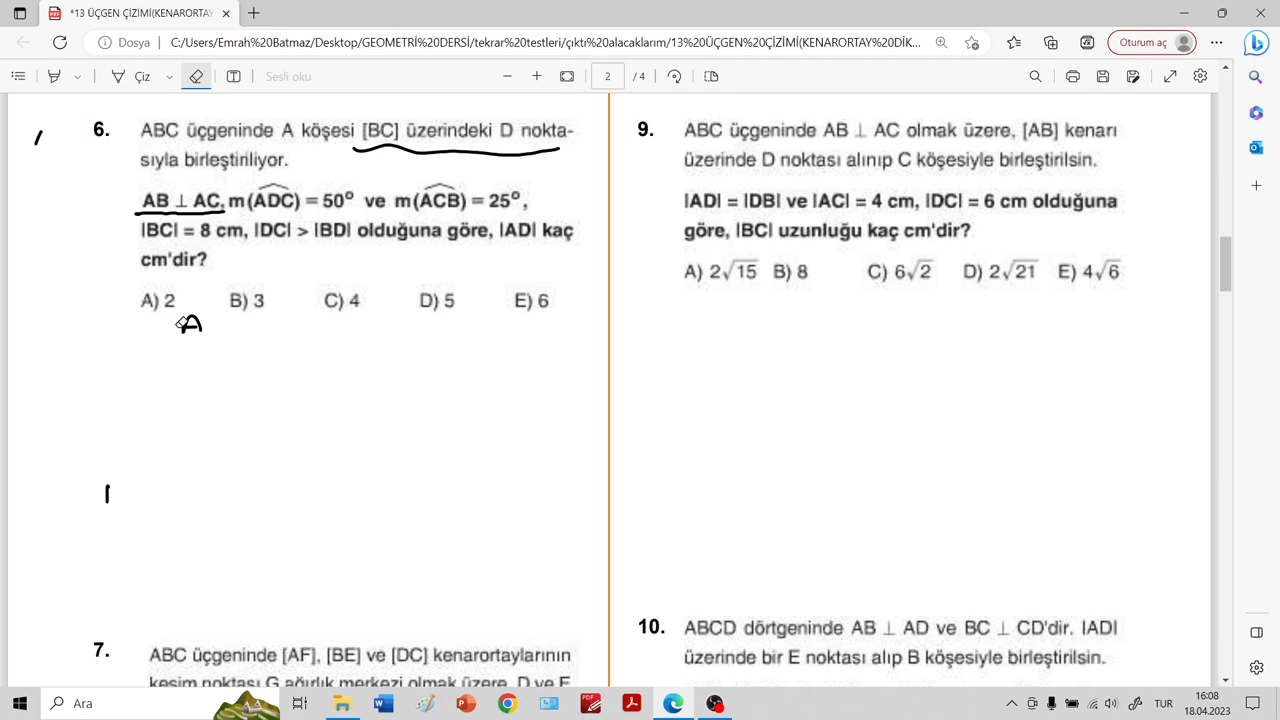 *13 ÜÇGEN ÇİZİMİ(KENARORTAY
Dosya
C:/Users/Emrah%20Batmaz/Desktop/GEOMETRİ%20DERSİ/tekrar%20testleri/çıktı%20alacaklarım/13%20ÜÇGEN%20ÇİZİMİ(KENARORTAY%20DİK...
Oturum aç
Çiz
Sesli oku
2 / 4
6. ABC üçgeninde A köşesi [BC] üzerindeki D nokta-
sıyla birleştiriliyor.
AB ⊥ AC, m(ADC) = 50° ve m(ACB) = 25°,
|BC| = 8 cm, |DC| > |BD| olduğuna göre, |AD| kaç
cm'dir?
A) 2 B) 3 C) 4 D) 5 E) 6
A
7. ABC üçgeninde [AF], [BE] ve [DC] kenarortaylarının
kesim noktası G ağırlık merkezi olmak üzere, D ve E
9. ABC üçgeninde AB ⊥ AC olmak üzere, [AB] kenarı
üzerinde D noktası alınıp C köşesiyle birleştirilsin.
|AD| = |DB| ve |AC| = 4 cm, |DC| = 6 cm olduğuna
göre, |BC| uzunluğu kaç cm'dir?
A) 2√15 B) 8 C) 6√2 D) 2√21 E) 4√6
10. ABCD dörtgeninde AB ⊥ AD ve BC ⊥ CD'dir. |AD|
üzerinde bir E noktası alıp B köşesiyle birleştirilsin.
Ara
TUR
16:08
18.04.2023